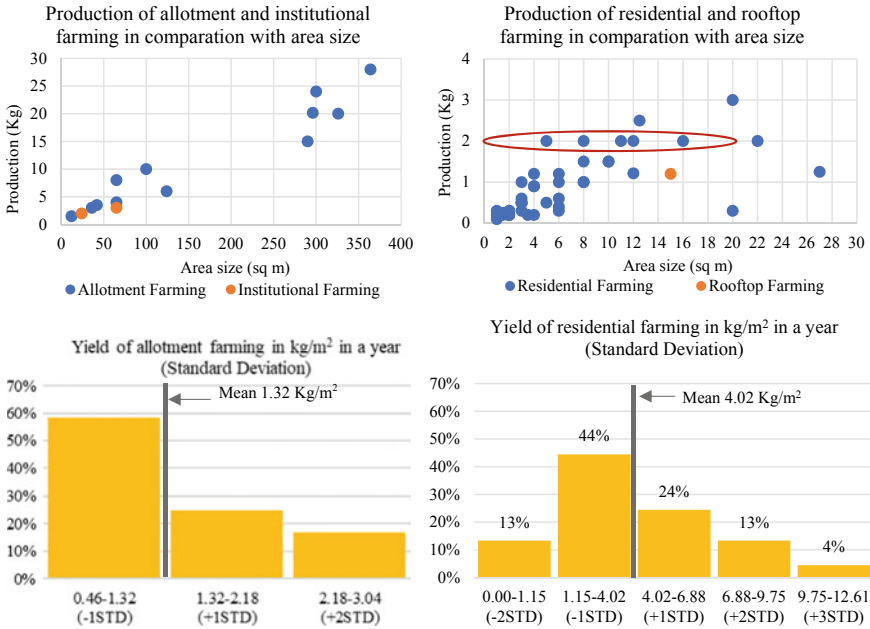 Production of allotment and institutional
farming in comparation with area size
30
25
20
15
10
5
0
Production (Kg)
0 50 100 150 200 250 300 350 400
Area size (sq m)
Allotment Farming Institutional Farming
Production of residential and rooftop
farming in comparation with area size
4
3
2
1
0
Production (Kg)
0 2 4 6 8 10 12 14 16 18 20 22 24 26 28 30
Area size (sq m)
Residential Farming Rooftop Farming
Yield of allotment farming in kg/m² in a year
(Standard Deviation)
70%
60%
50%
40%
30%
20%
10%
0%
Mean 1.32 Kg/m²
0.46-1.32 1.32-2.18 2.18-3.04
(-1STD) (+1STD) (+2STD)
Yield of residential farming in kg/m² in a year
(Standard Deviation)
70%
60%
50%
40%
30%
20%
10%
0%
Mean 4.02 Kg/m²
13% 44% 24% 13% 4%
0.00-1.15 1.15-4.02 4.02-6.88 6.88-9.75 9.75-12.61
(-2STD) (-1STD) (+1STD) (+2STD) (+3STD)